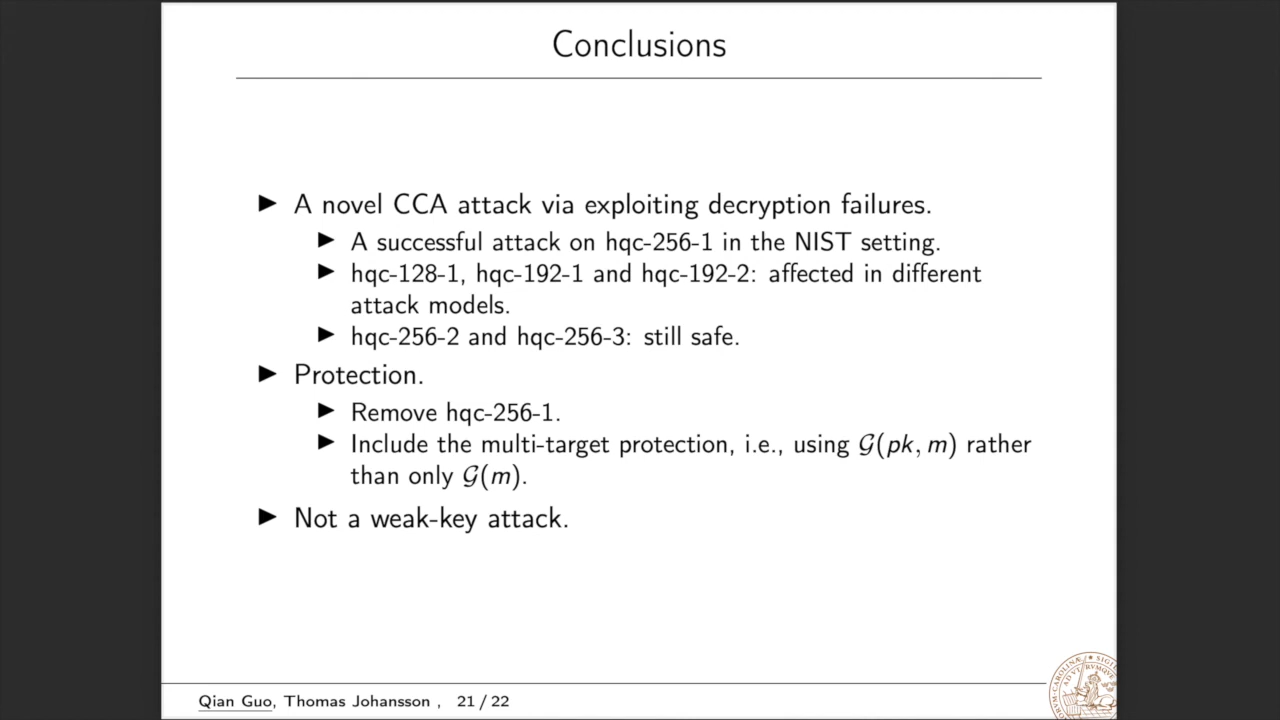 Conclusions
▶ A novel CCA attack via exploiting decryption failures.
▶ A successful attack on hqc-256-1 in the NIST setting.
▶ hqc-128-1, hqc-192-1 and hqc-192-2: affected in different
attack models.
▶ hqc-256-2 and hqc-256-3: still safe.
▶ Protection.
▶ Remove hqc-256-1.
▶ Include the multi-target protection, i.e., using 𝒢(pk, m) rather
than only 𝒢(m).
▶ Not a weak-key attack.
Qian Guo, Thomas Johansson , 21 / 22